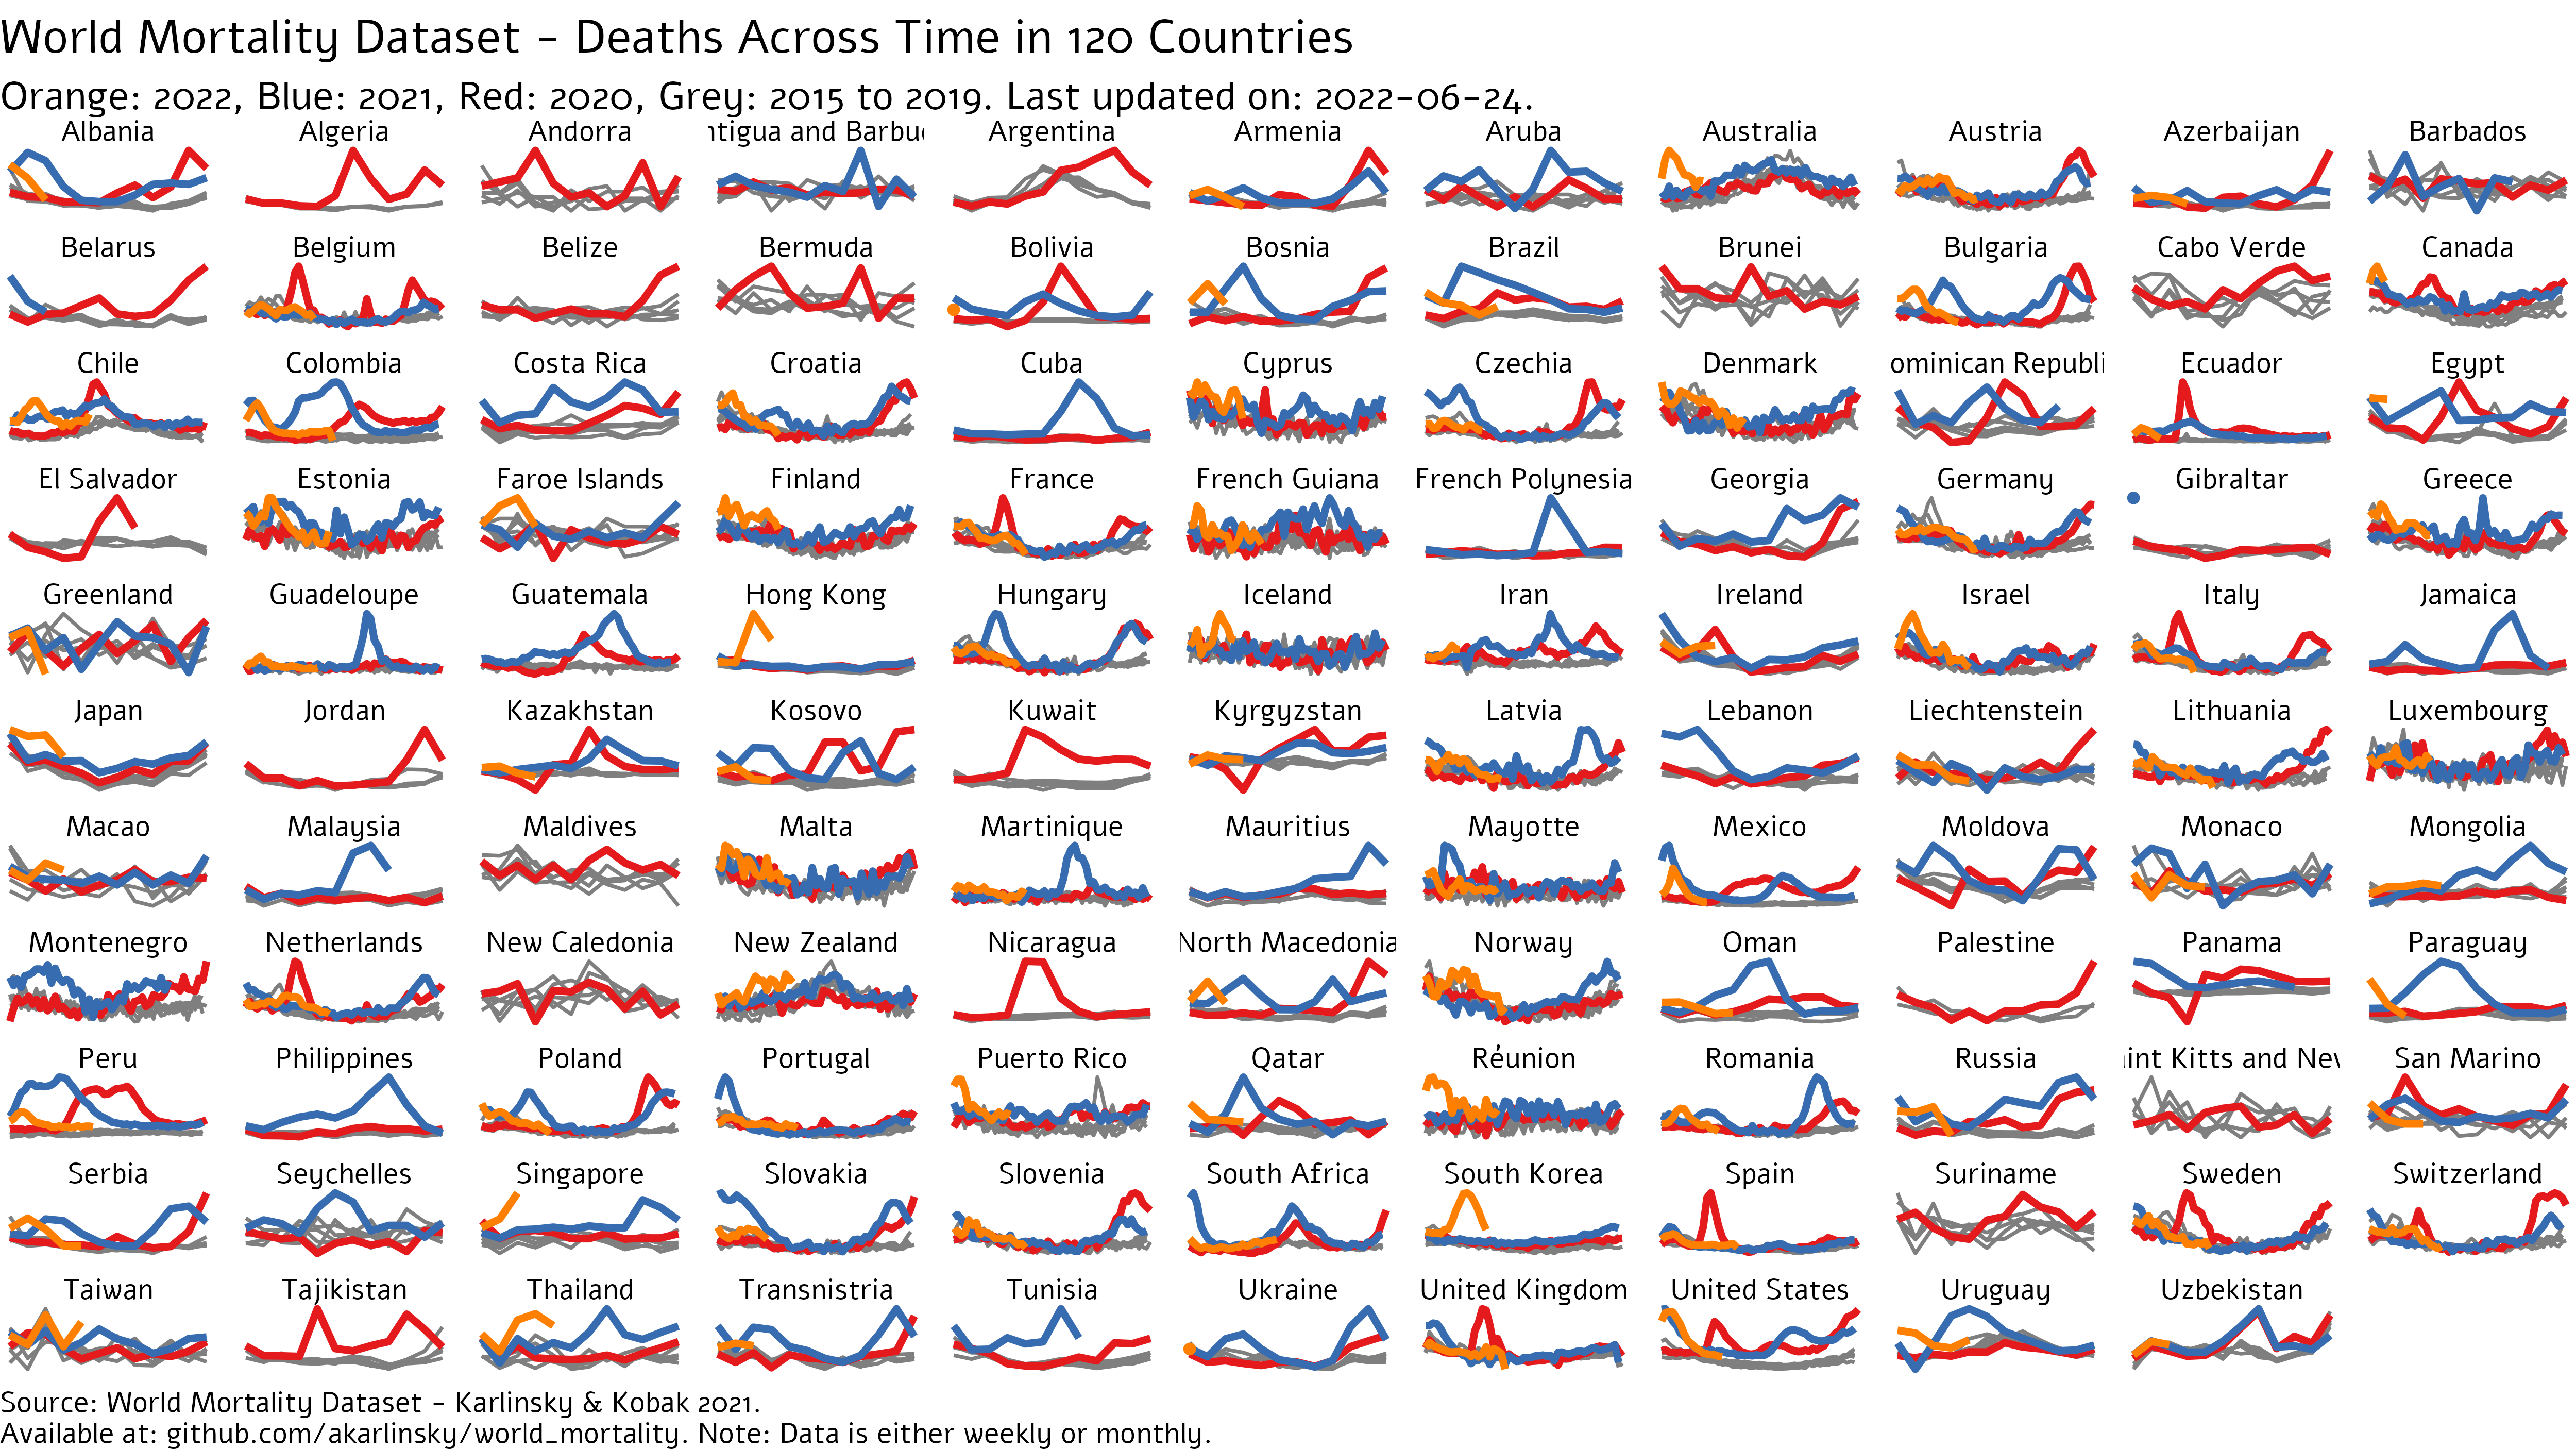 World Mortality Dataset - Deaths Across Time in 120 Countries
Orange: 2022, Blue: 2021, Red: 2020, Grey: 2015 to 2019. Last updated on: 2022-06-24.
Albania Algeria Andorra ntigua and Barbu Argentina Armenia Aruba Australia Austria Azerbaijan Barbados
Belarus Belgium Belize Bermuda Bolivia Bosnia Brazil Brunei Bulgaria Cabo Verde Canada
Chile Colombia Costa Rica Croatia Cuba Cyprus Czechia Denmark ominican Republi Ecuador Egypt
El Salvador Estonia Faroe Islands Finland France French Guiana French Polynesia Georgia Germany Gibraltar Greece
Greenland Guadeloupe Guatemala Hong Kong Hungary Iceland Iran Ireland Israel Italy Jamaica
Japan Jordan Kazakhstan Kosovo Kuwait Kyrgyzstan Latvia Lebanon Liechtenstein Lithuania Luxembourg
Macao Malaysia Maldives Malta Martinique Mauritius Mayotte Mexico Moldova Monaco Mongolia
Montenegro Netherlands New Caledonia New Zealand Nicaragua North Macedonia Norway Oman Palestine Panama Paraguay
Peru Philippines Poland Portugal Puerto Rico Qatar Réunion Romania Russia int Kitts and Nev San Marino
Serbia Seychelles Singapore Slovakia Slovenia South Africa South Korea Spain Suriname Sweden Switzerland
Taiwan Tajikistan Thailand Transnistria Tunisia Ukraine United Kingdom United States Uruguay Uzbekistan
Source: World Mortality Dataset - Karlinsky & Kobak 2021.
Available at: github.com/akarlinsky/world_mortality. Note: Data is either weekly or monthly.